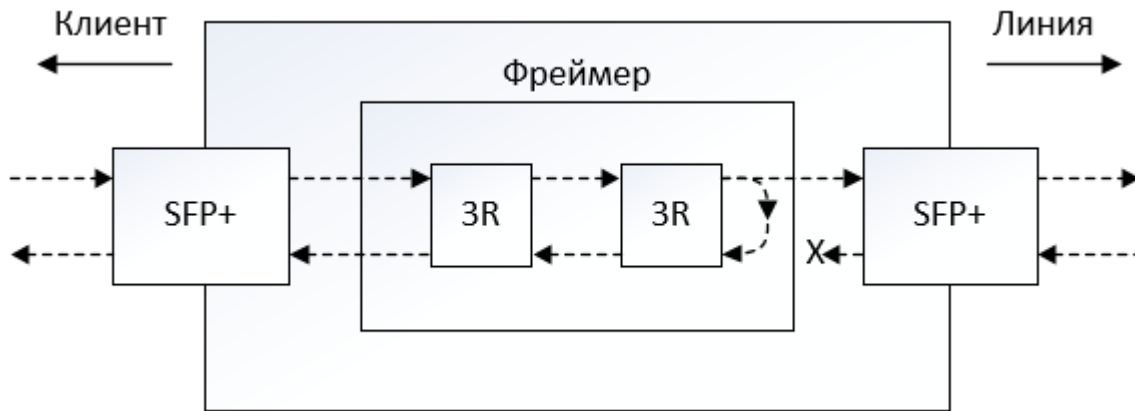 Клиент
Линия
Фреймер
SFP+
3R
3R
X
SFP+